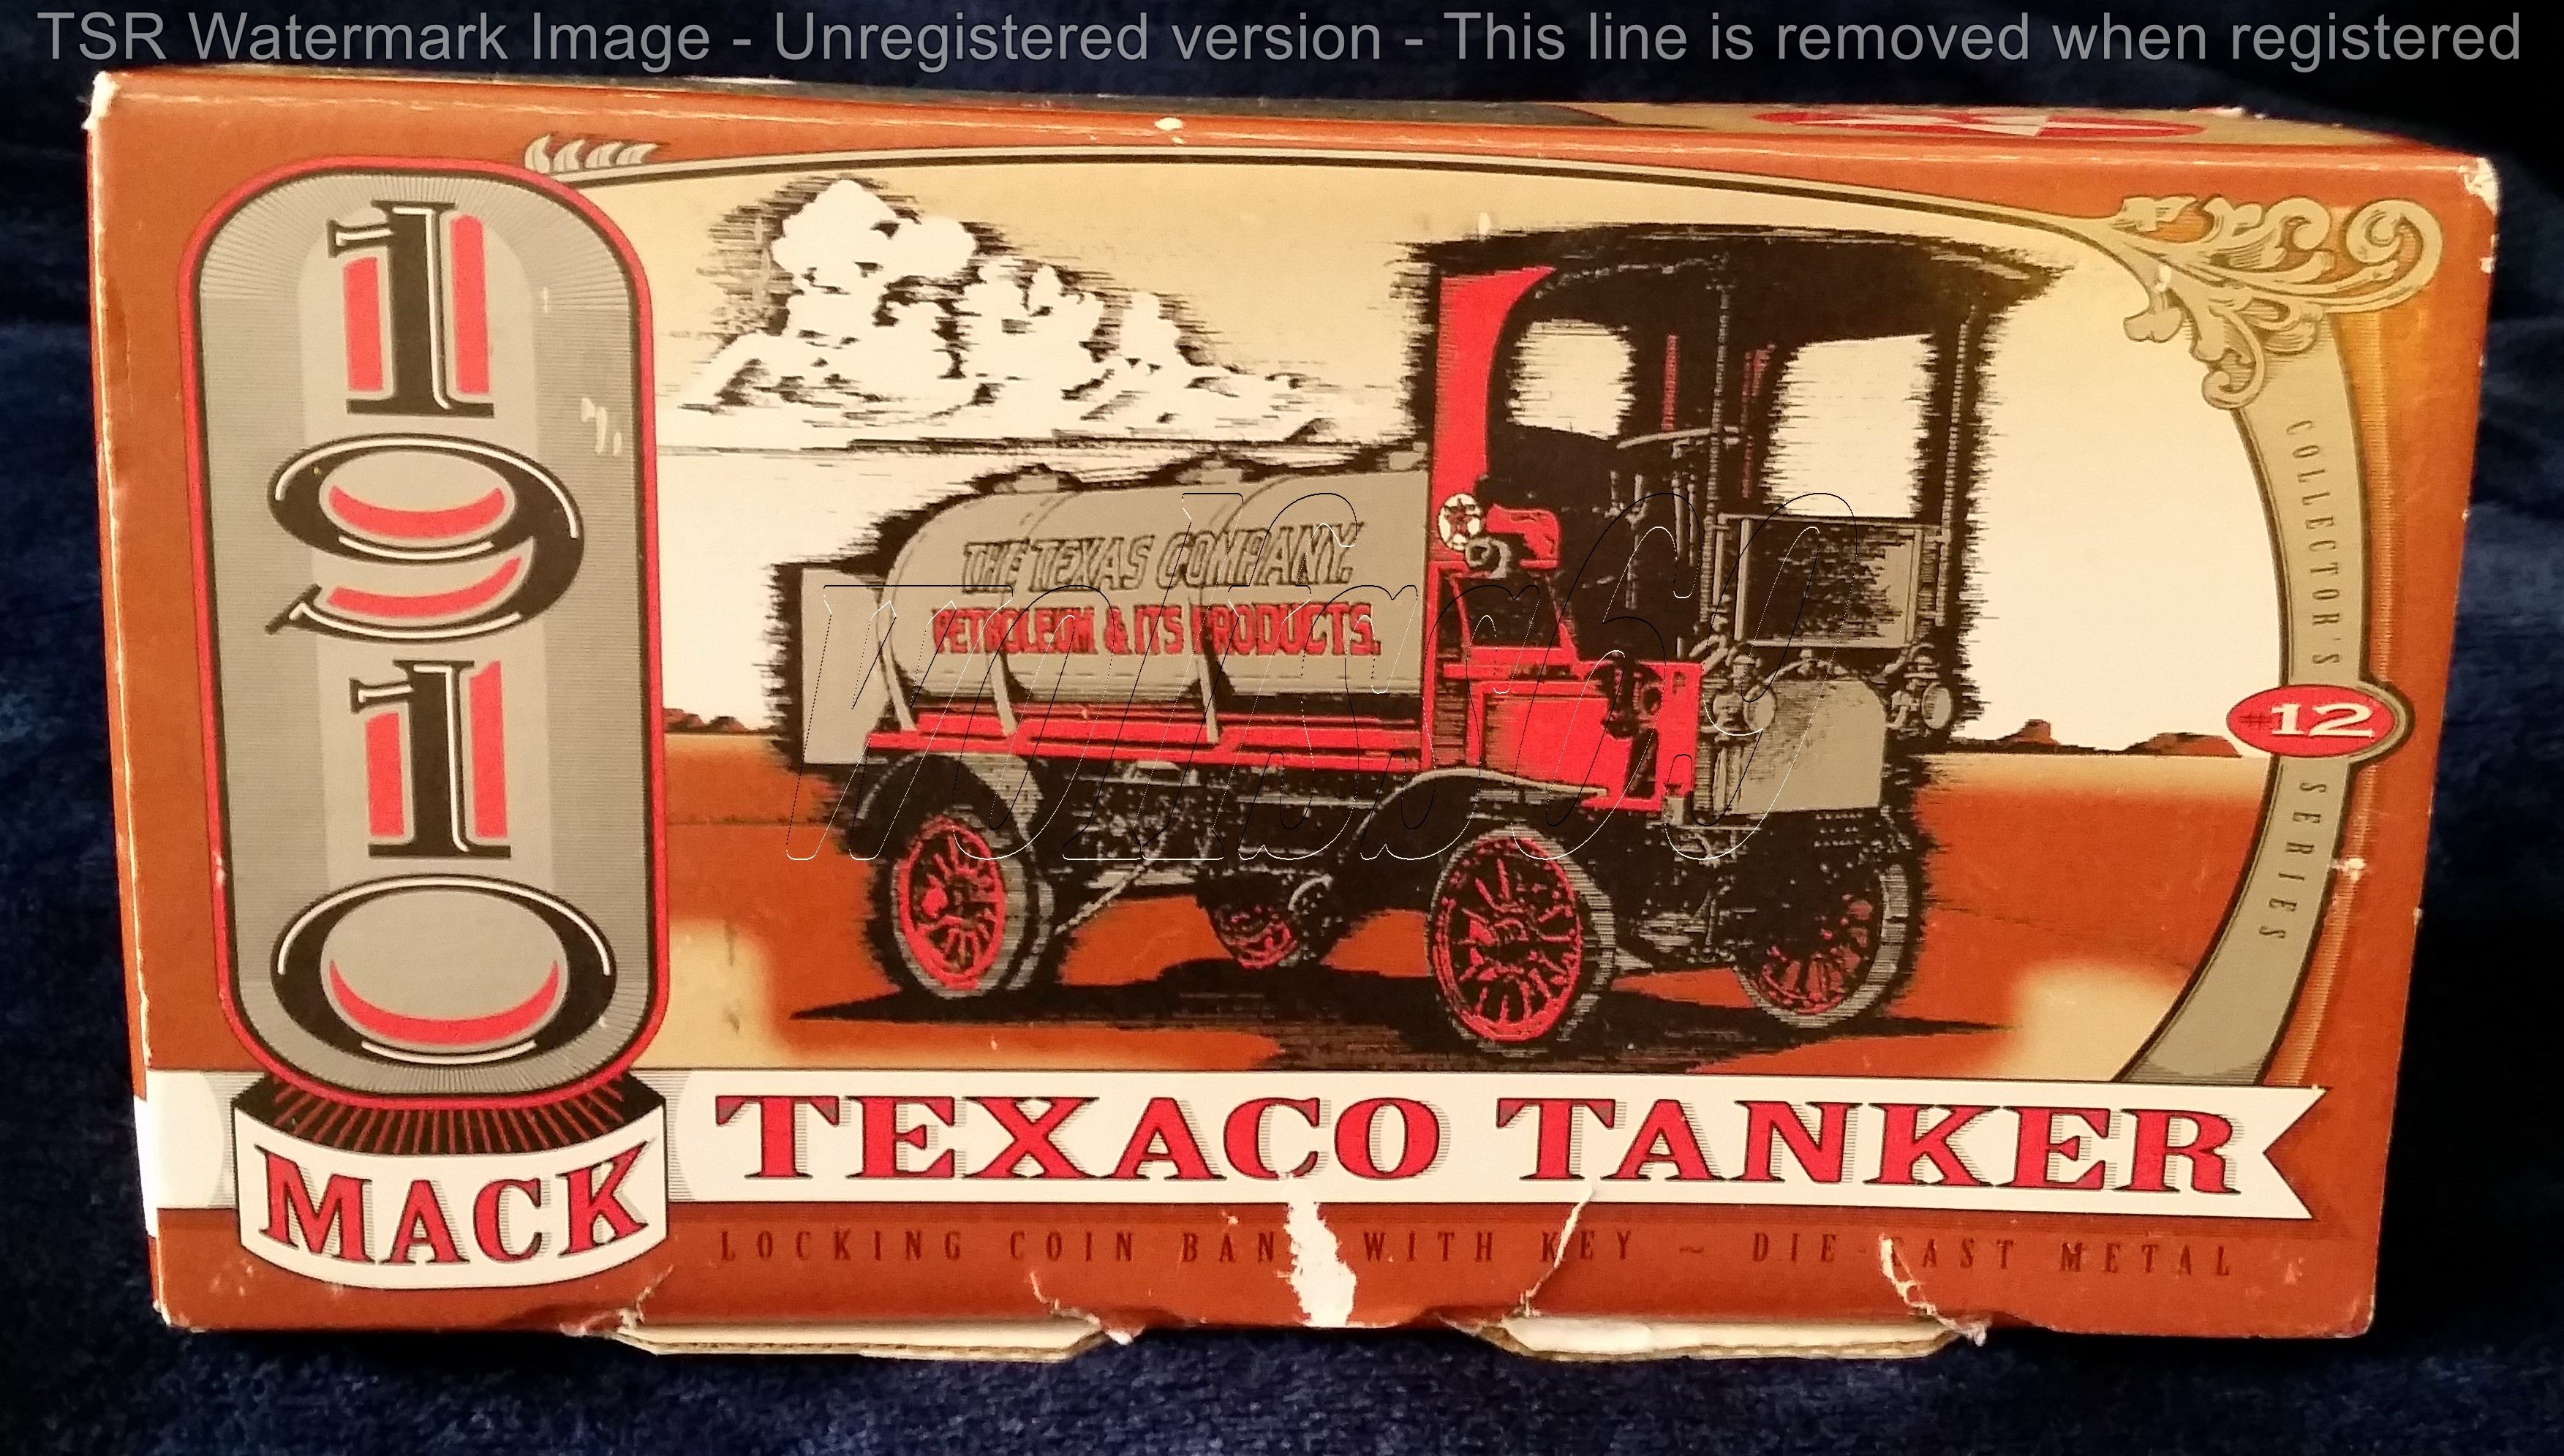 TSR Watermark Image - Unregistered version - This line is removed when registered
1910
MACK
THE TEXAS COMPANY.
PETROLEUM & ITS PRODUCTS.
COLLECTOR'S
#12
SERIES
TEXACO TANKER
LOCKING COIN BANK WITH KEY ~ DIE-CAST METAL